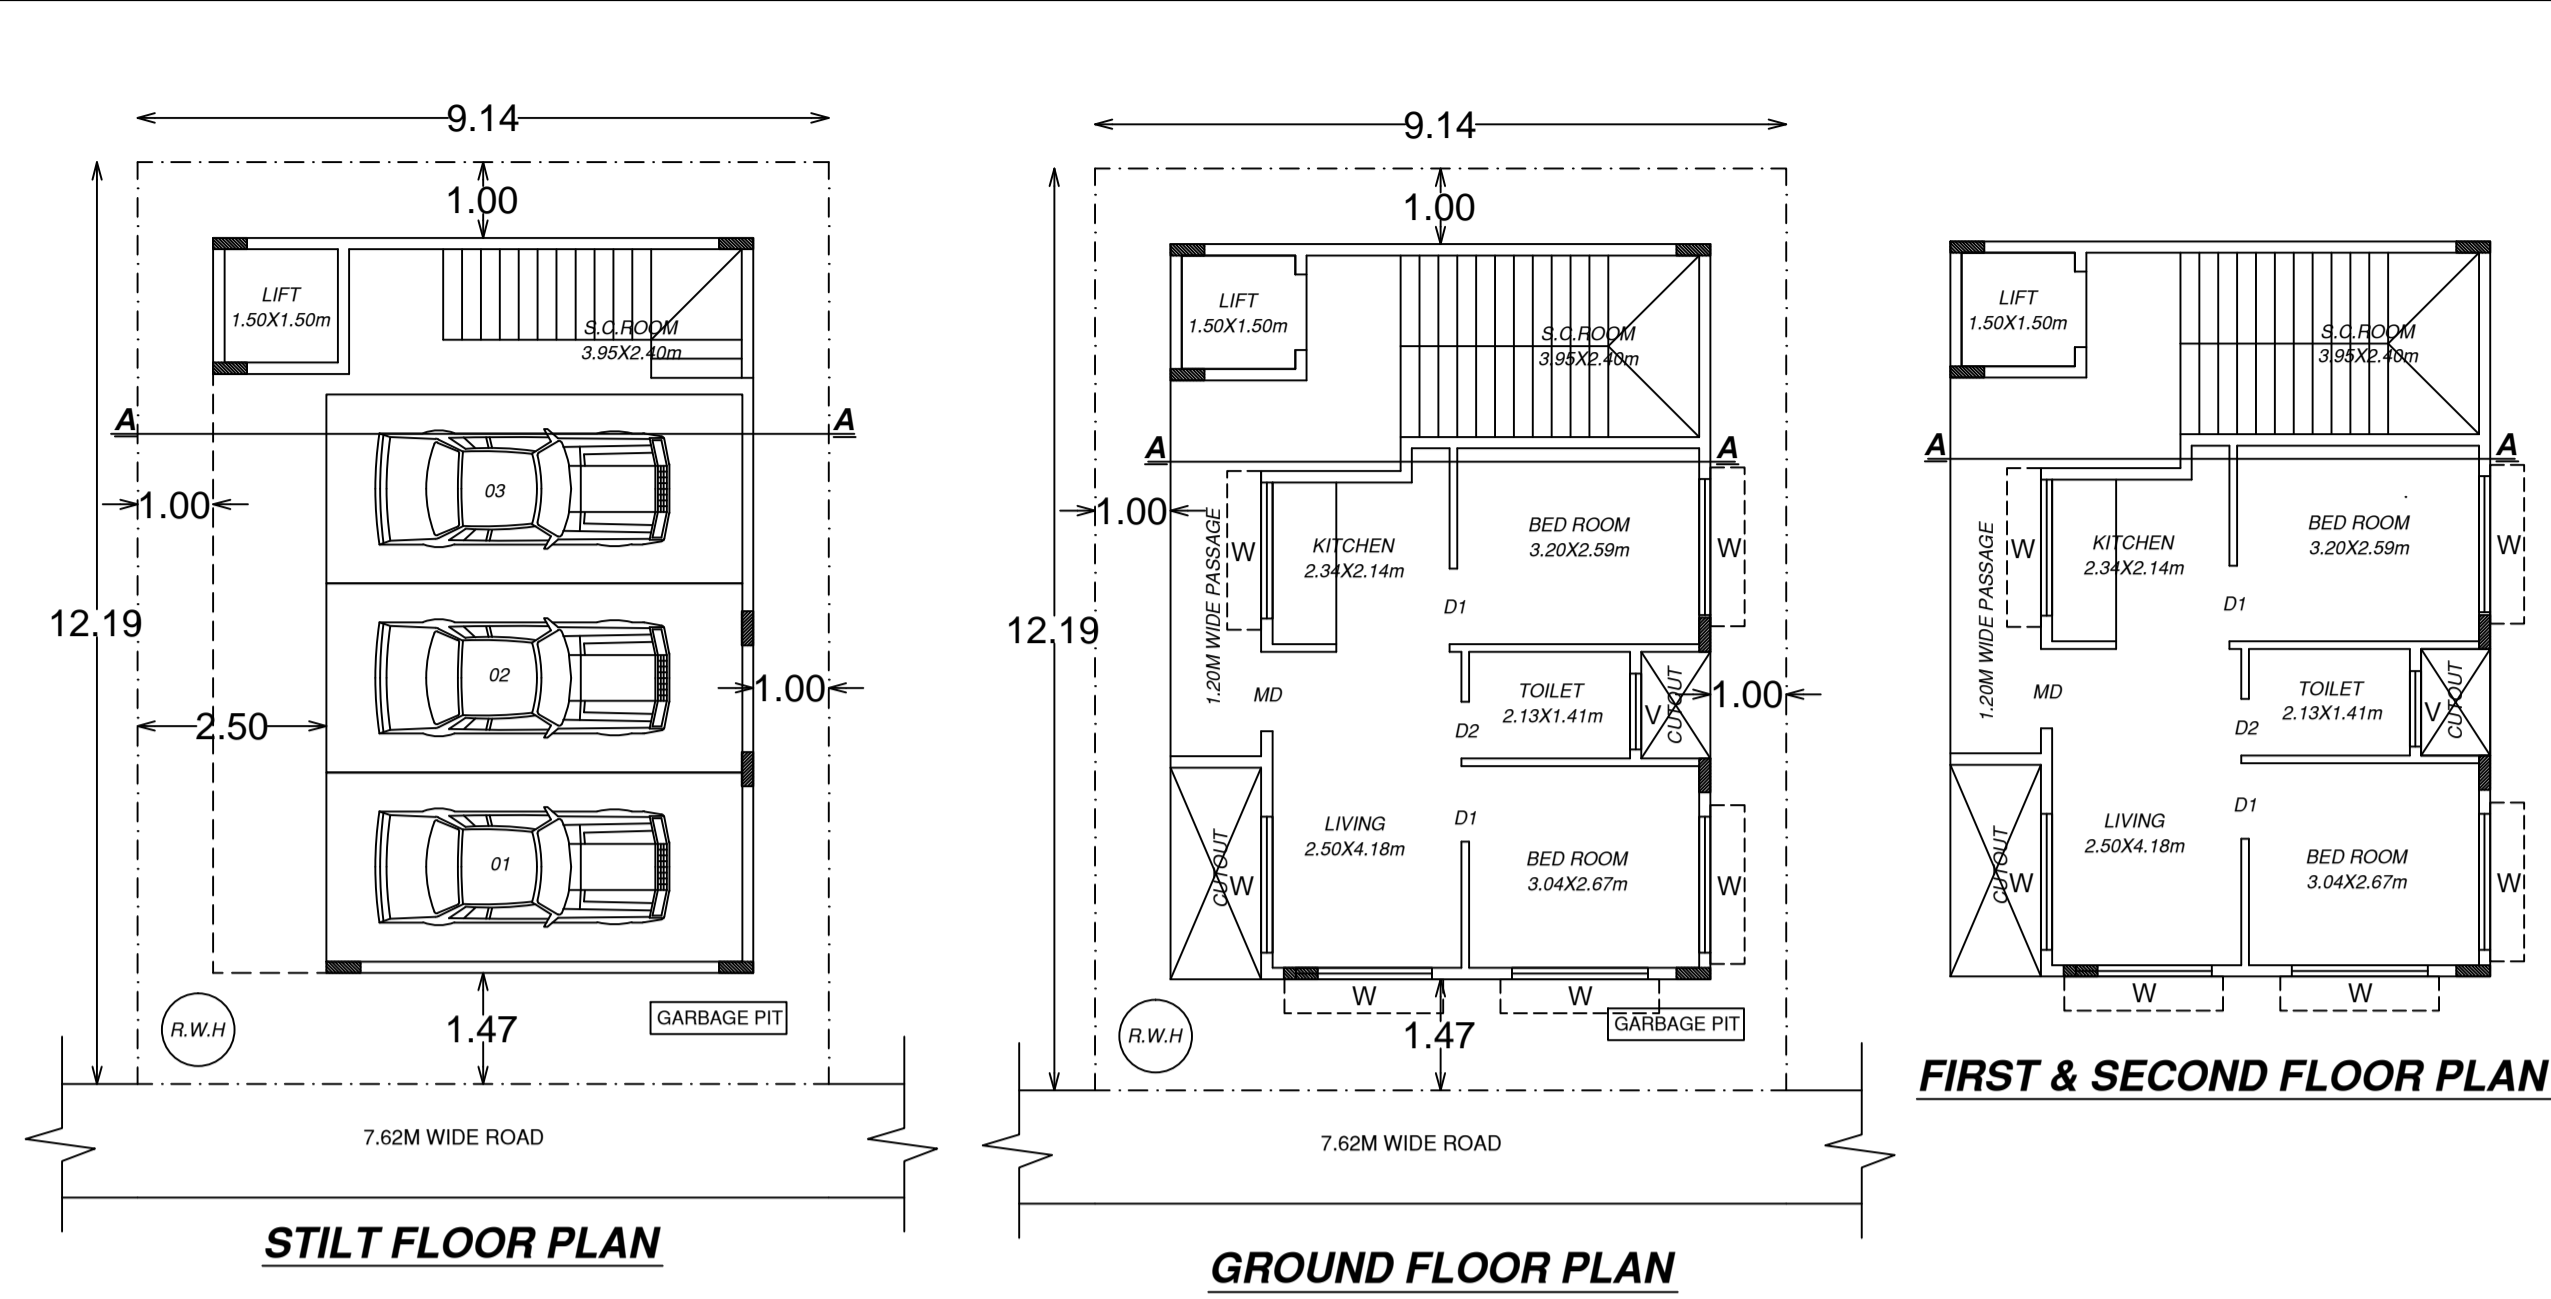 9.14
1.00
LIFT
1.50X1.50m
S.C.ROOM
3.95X2.40m
A
A
03
1.00
12.19
02
1.00
2.50
01
R.W.H
1.47
GARBAGE PIT
7.62M WIDE ROAD
STILT FLOOR PLAN
9.14
1.00
LIFT
1.50X1.50m
S.C.ROOM
3.95X2.40m
A
A
1.00
1.20M WIDE PASSAGE
W
KITCHEN
2.34X2.14m
BED ROOM
3.20X2.59m
W
D1
12.19
MD
TOILET
2.13X1.41m
V
CUTOUT
1.00
D2
D1
LIVING
2.50X4.18m
CUTOUT
W
BED ROOM
3.04X2.67m
W
W
W
R.W.H
1.47
GARBAGE PIT
7.62M WIDE ROAD
GROUND FLOOR PLAN
LIFT
1.50X1.50m
S.C.ROOM
3.95X2.40m
A
A
1.20M WIDE PASSAGE
W
KITCHEN
2.34X2.14m
BED ROOM
3.20X2.59m
W
D1
MD
TOILET
2.13X1.41m
V
CUTOUT
D2
D1
LIVING
2.50X4.18m
CUTOUT
W
BED ROOM
3.04X2.67m
W
W
W
FIRST & SECOND FLOOR PLAN